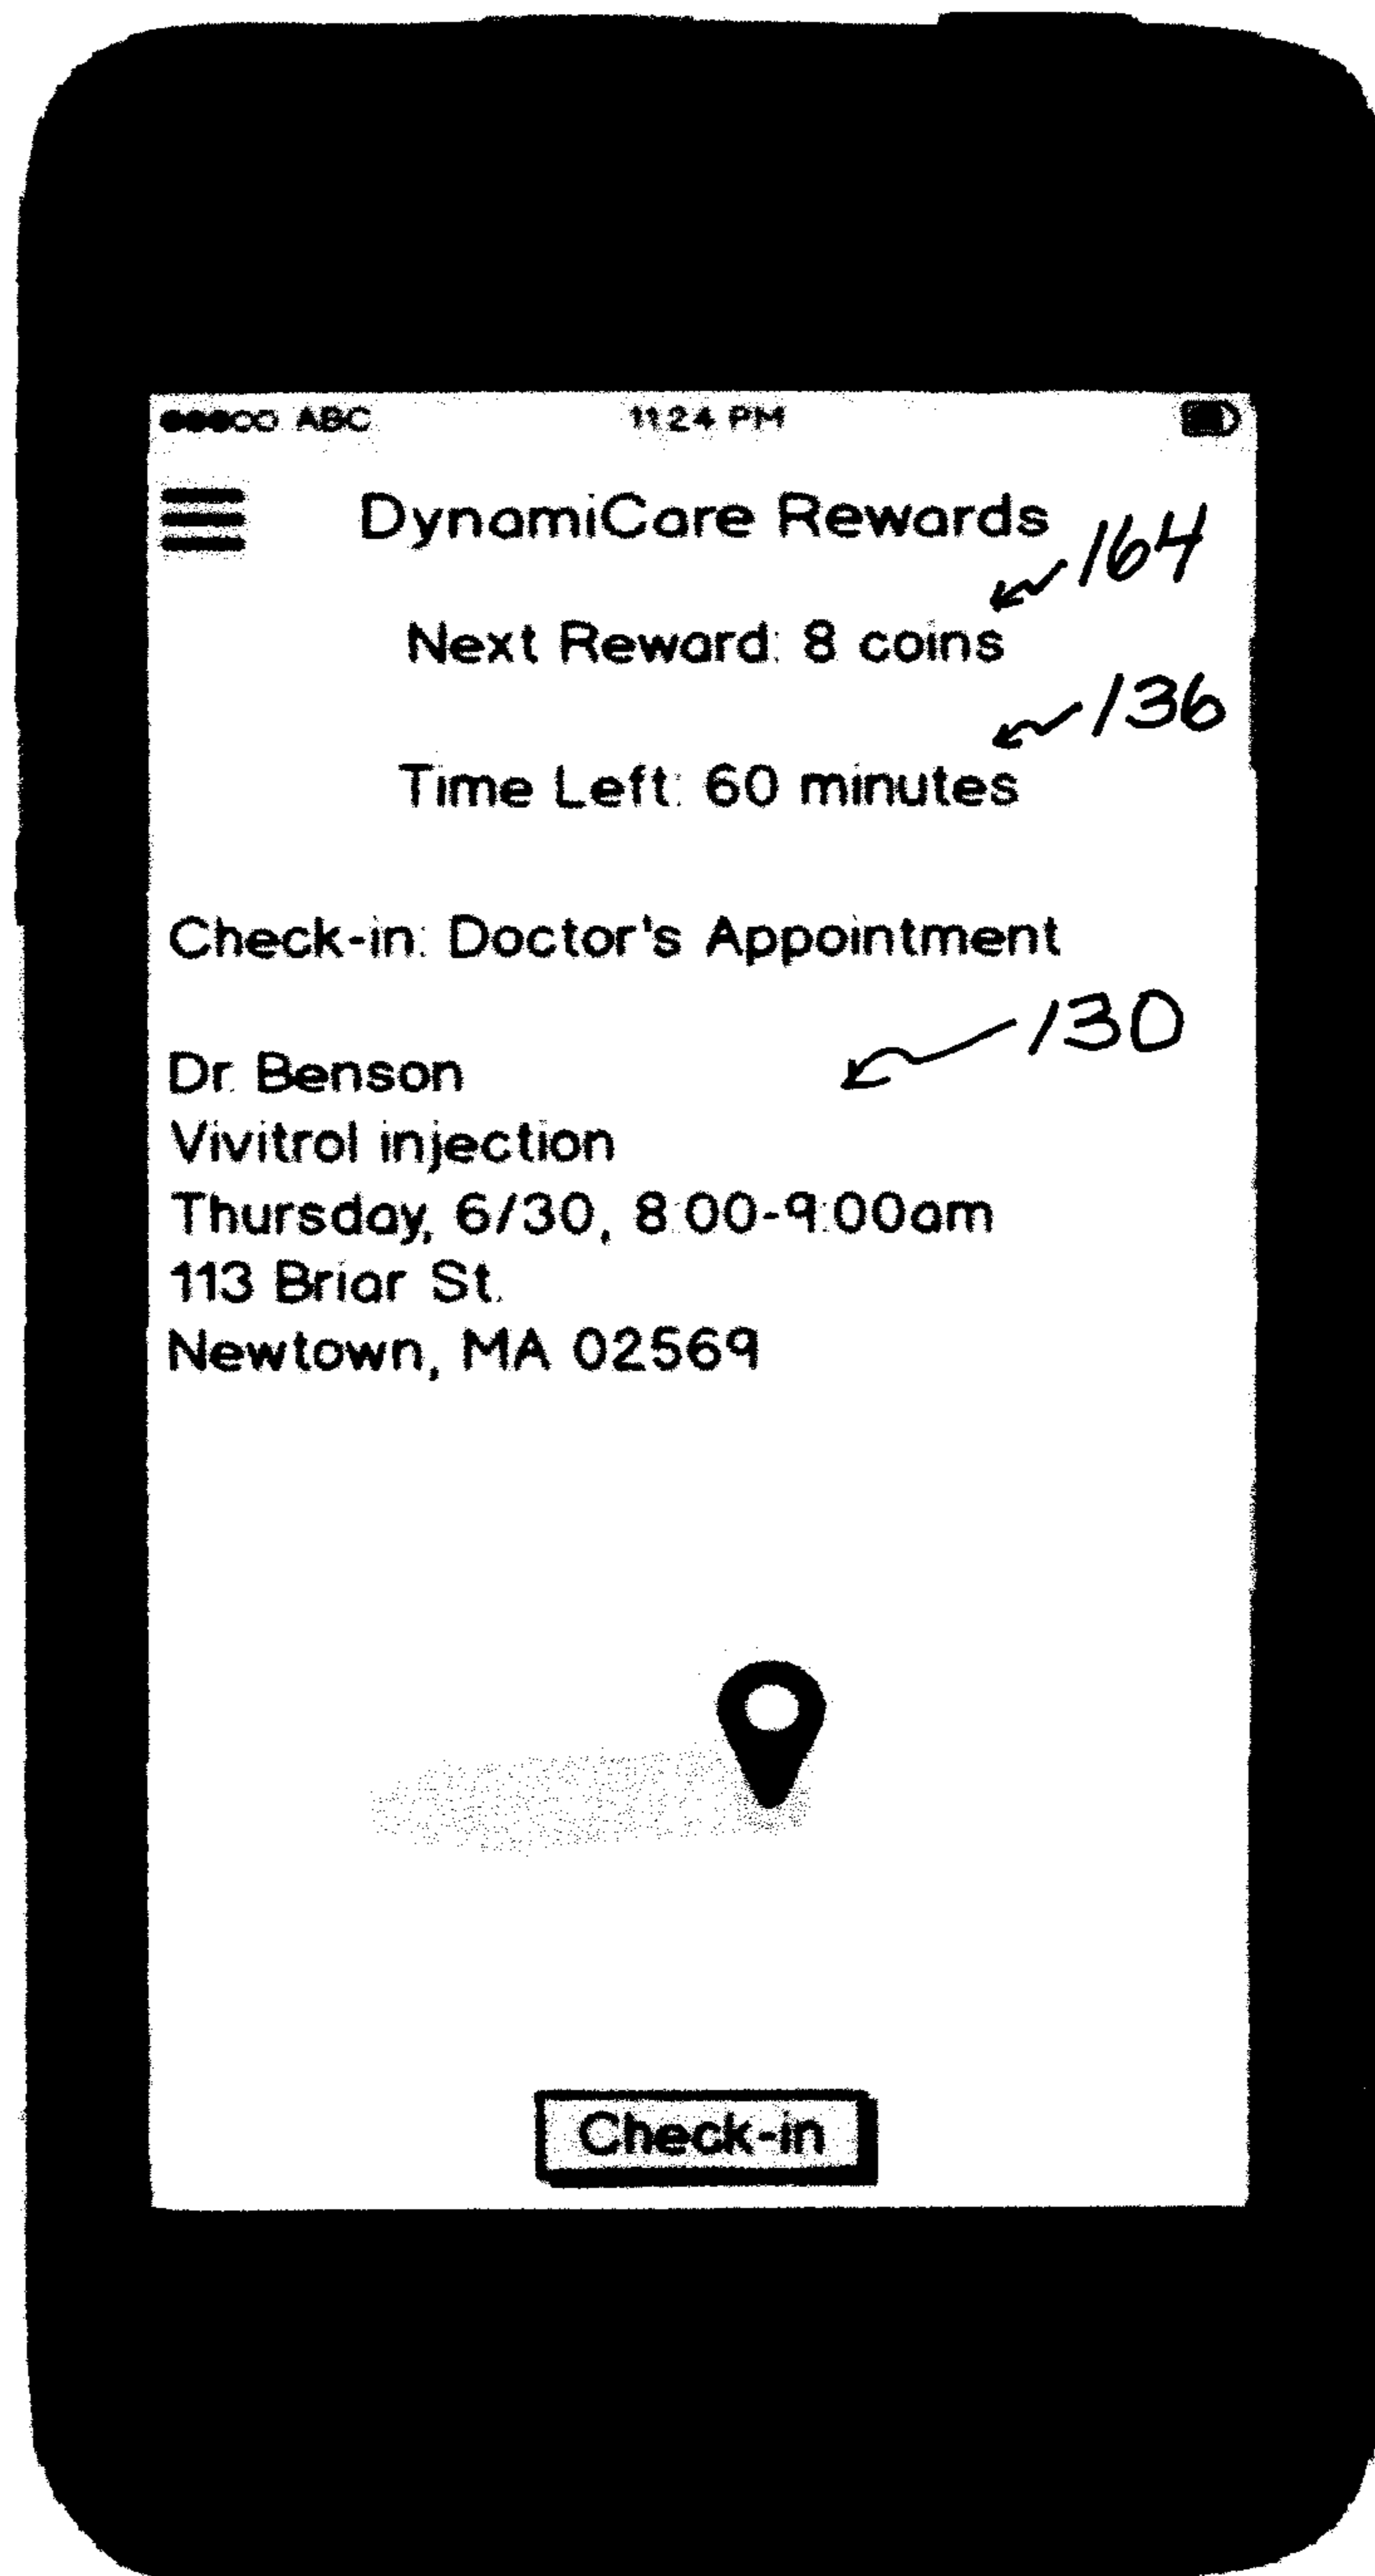 ABC 11:24 PM
DynamiCare Rewards
164
Next Reward: 8 coins
136
Time Left: 60 minutes
Check-in: Doctor's Appointment
130
Dr. Benson
Vivitrol injection
Thursday, 6/30, 8:00-9:00am
113 Briar St.
Newtown, MA 02569
Check-in